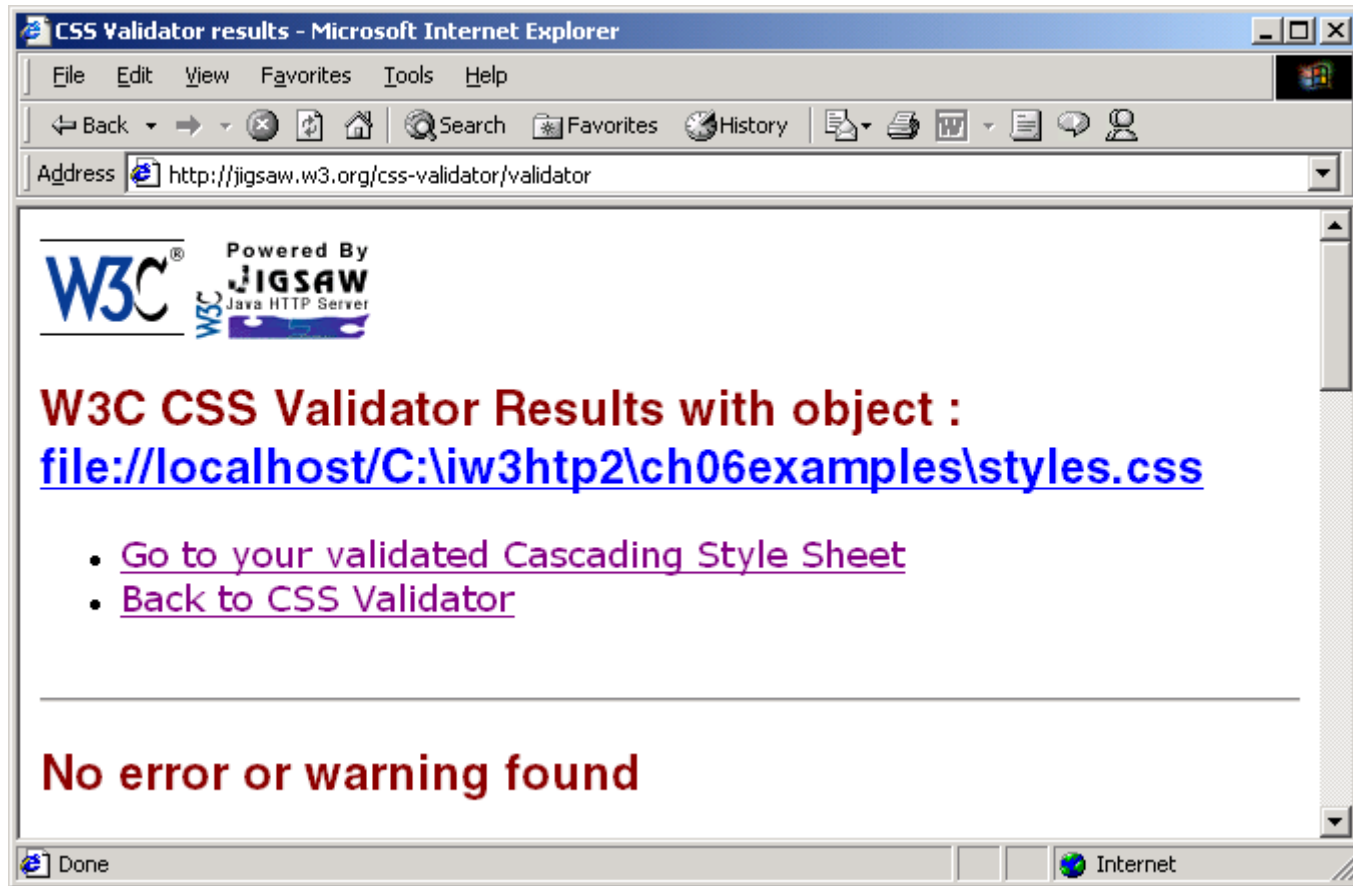 CSS Validator results - Microsoft Internet Explorer
File Edit View Favorites Tools Help
Back Search Favorites History
Address http://jigsaw.w3.org/css-validator/validator
W3C®
Powered By
JIGSAW
Java HTTP Server
W3C
W3C CSS Validator Results with object :
file://localhost/C:\iw3htp2\ch06examples\styles.css
• Go to your validated Cascading Style Sheet
• Back to CSS Validator
No error or warning found
Done Internet